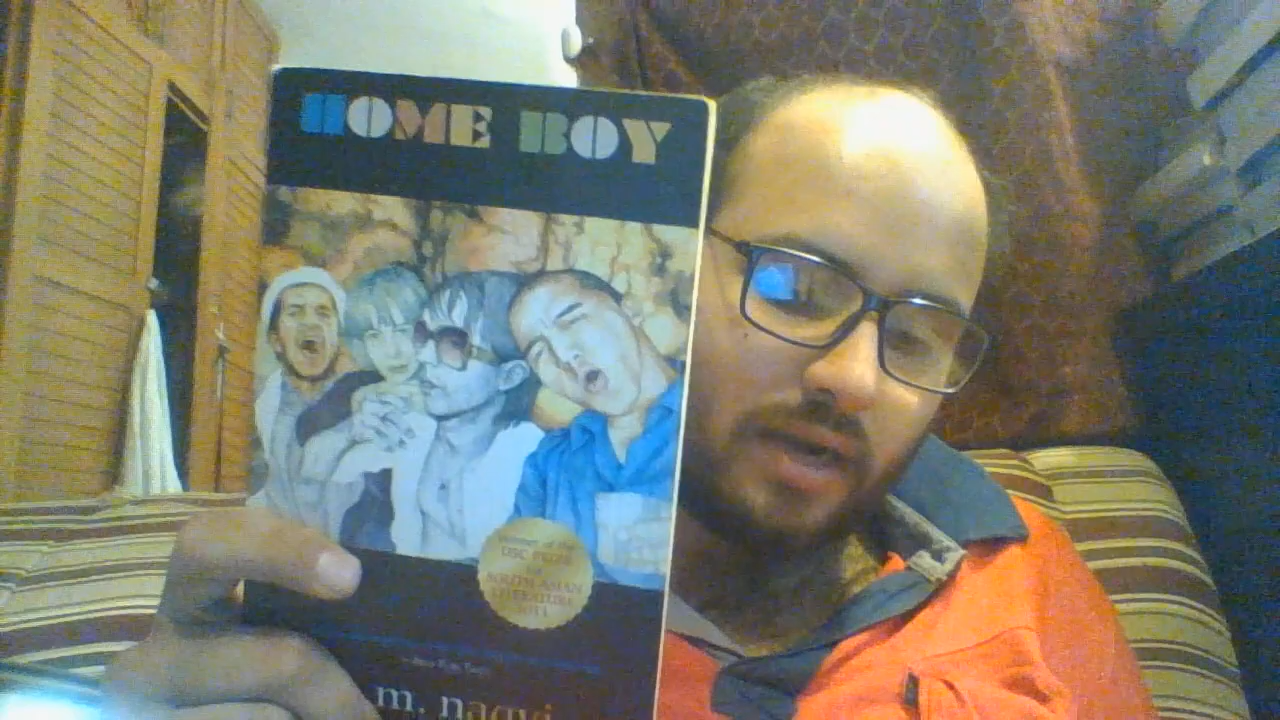 HOME BOY
Winner of the
DSC PRIZE
for
SOUTH ASIAN
LITERATURE
2011
m. naqvi